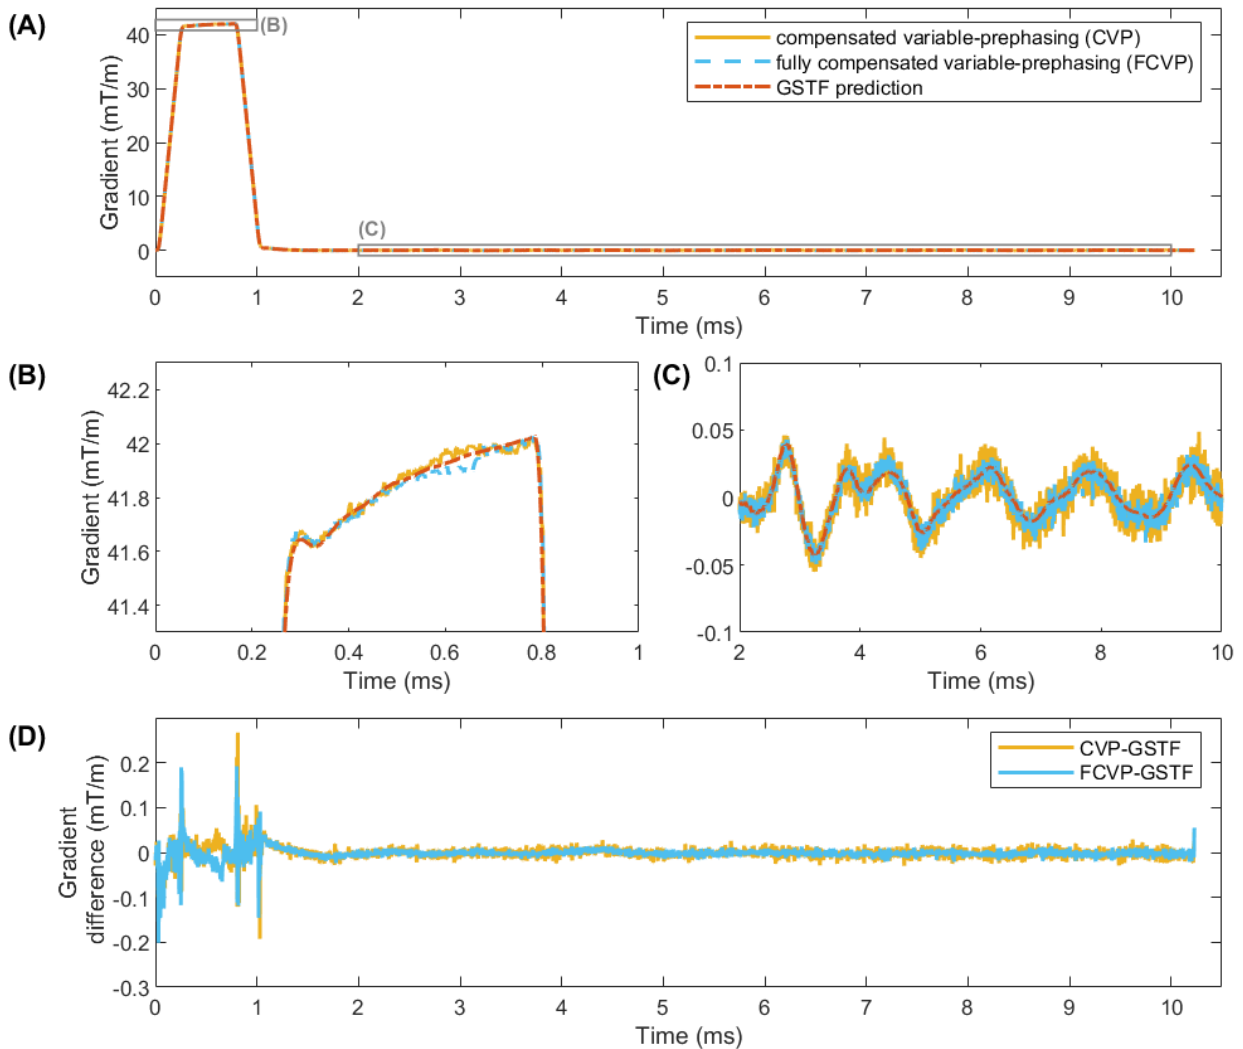 (A)
Gradient (mT/m)
40
30
20
10
0
(B)
(C)
compensated variable-prephasing (CVP)
fully compensated variable-prephasing (FCVP)
GSTF prediction
0 1 2 3 4 5 6 7 8 9 10
Time (ms)
(B)
Gradient (mT/m)
42.2
42
41.8
41.6
41.4
0 0.2 0.4 0.6 0.8 1
Time (ms)
(C)
0.1
0.05
0
-0.05
-0.1
2 4 6 8 10
Time (ms)
(D)
Gradient
difference (mT/m)
0.2
0.1
0
-0.1
-0.2
-0.3
CVP-GSTF
FCVP-GSTF
0 1 2 3 4 5 6 7 8 9 10
Time (ms)